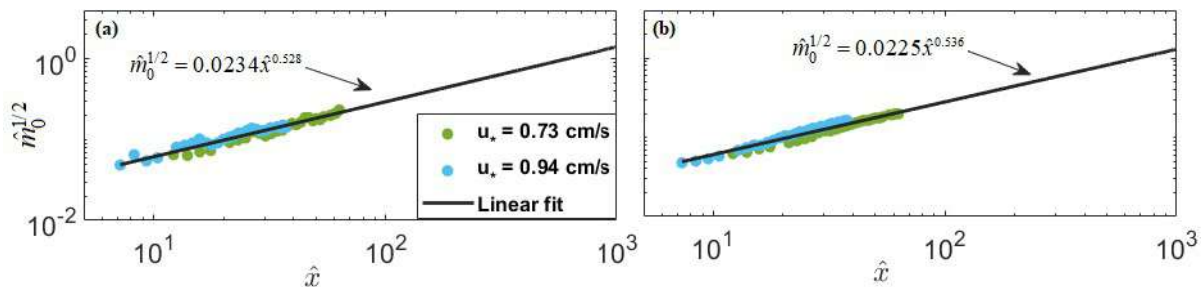 (a)
m̂₀^{1/2} = 0.0234x̂^{0.528}
10^0
10^{-2}
m̂₀^{1/2}
u_* = 0.73 cm/s
u_* = 0.94 cm/s
Linear fit
10^1
10^2
10^3
x̂
(b)
m̂₀^{1/2} = 0.0225x̂^{0.536}
10^1
10^2
10^3
x̂